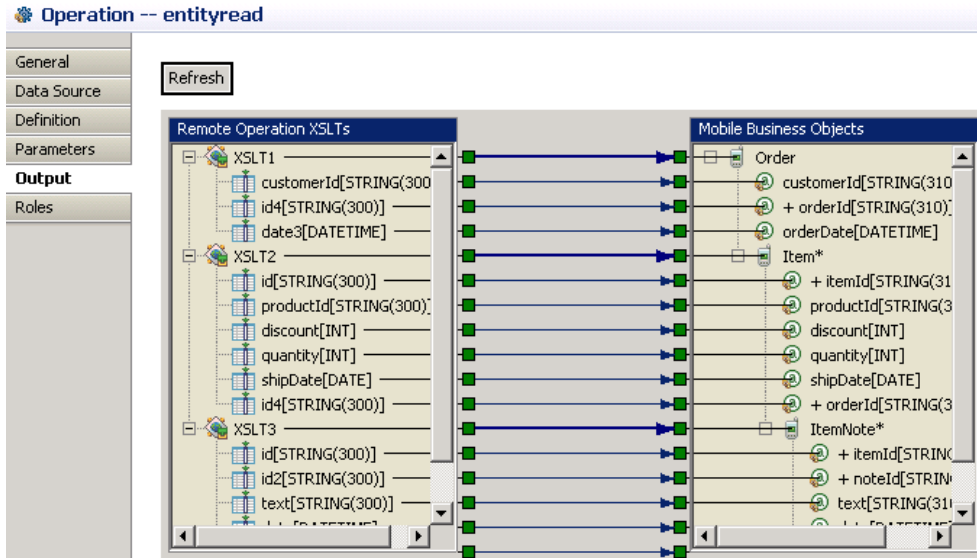 Operation -- entityread
General
Data Source
Definition
Parameters
Output
Roles
Refresh
Remote Operation XSLTs
XSLT1
customerId[STRING(300
id4[STRING(300)]
date3[DATETIME]
XSLT2
id[STRING(300)]
productId[STRING(300)]
discount[INT]
quantity[INT]
shipDate[DATE]
id4[STRING(300)]
XSLT3
id[STRING(300)]
id2[STRING(300)]
text[STRING(300)]
Mobile Business Objects
Order
customerId[STRING(310
+ orderId[STRING(310)]
orderDate[DATETIME]
Item*
+ itemId[STRING(31
productId[STRING(3
discount[INT]
quantity[INT]
shipDate[DATE]
+ orderId[STRING(3
ItemNote*
+ itemId[STRING(
+ noteId[STRING
text[STRING(31